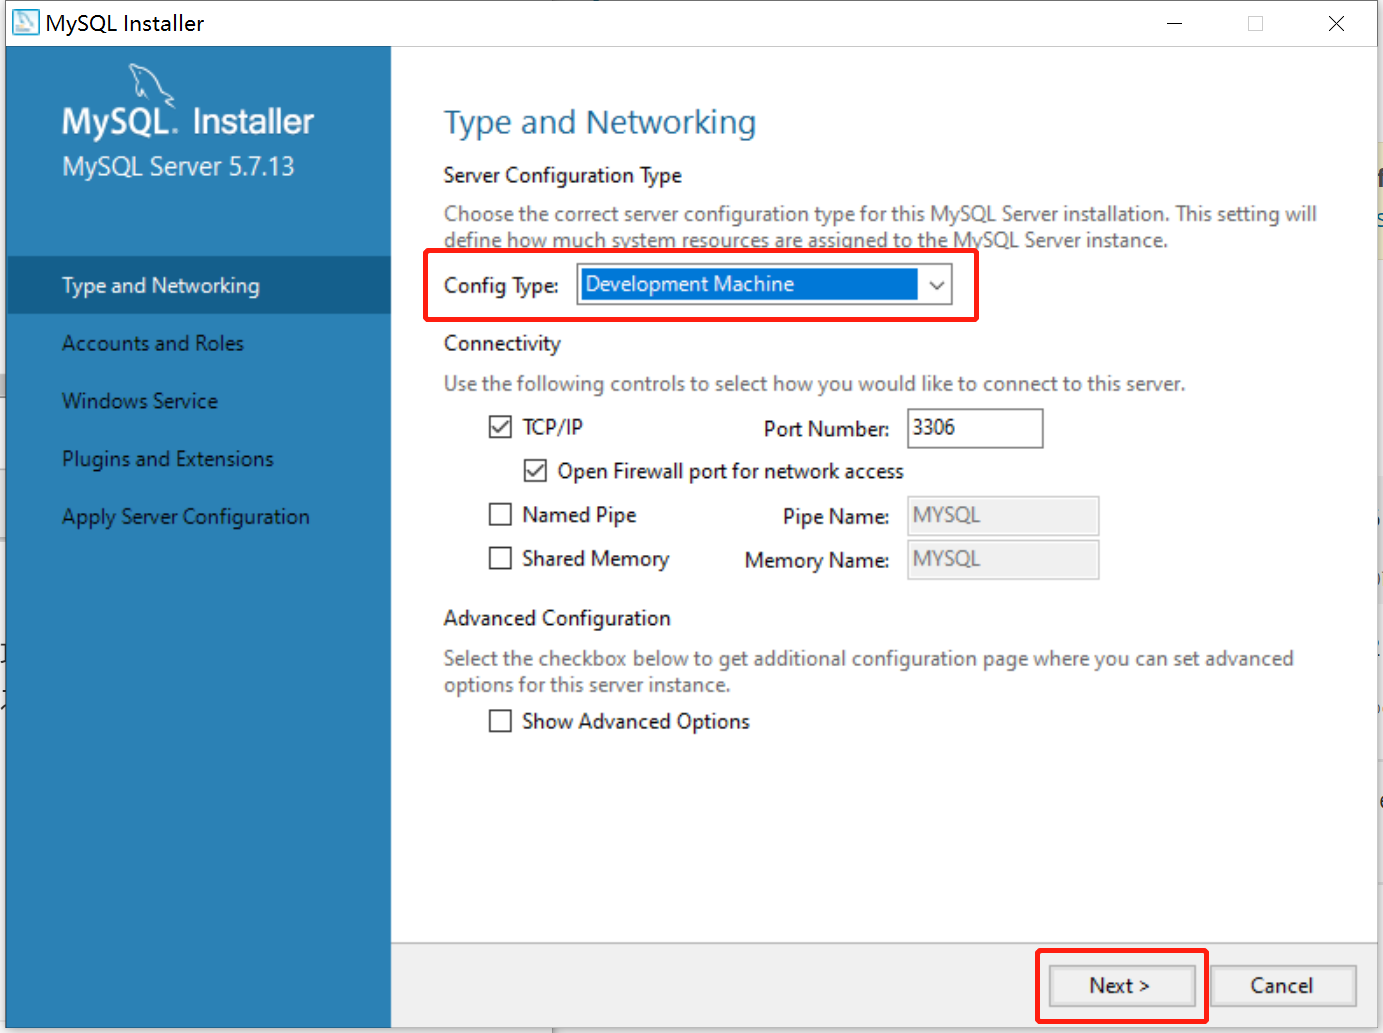 MySQL Installer
MySQL. Installer
MySQL Server 5.7.13
Type and Networking
Accounts and Roles
Windows Service
Plugins and Extensions
Apply Server Configuration
Type and Networking
Server Configuration Type
Choose the correct server configuration type for this MySQL Server installation. This setting will
define how much system resources are assigned to the MySQL Server instance.
Config Type: Development Machine
Connectivity
Use the following controls to select how you would like to connect to this server.
TCP/IP Port Number: 3306
Open Firewall port for network access
Named Pipe Pipe Name: MYSQL
Shared Memory Memory Name: MYSQL
Advanced Configuration
Select the checkbox below to get additional configuration page where you can set advanced
options for this server instance.
Show Advanced Options
Next > Cancel